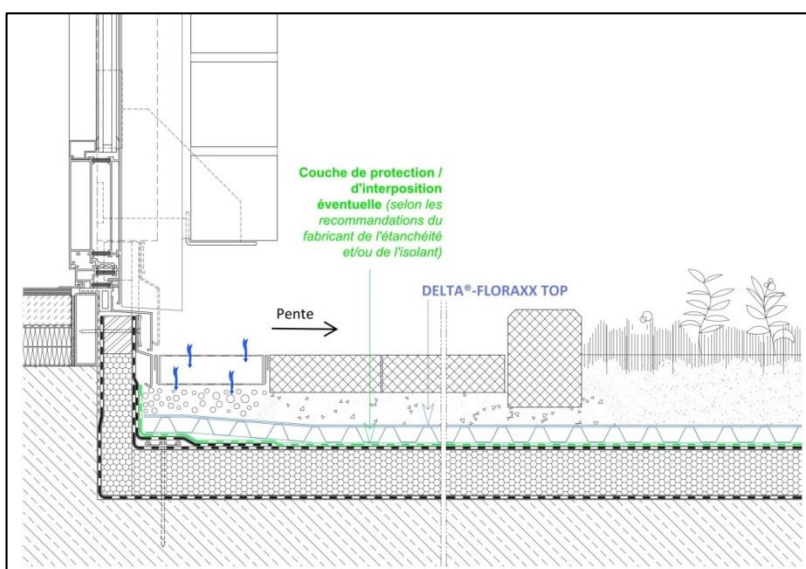 Couche de protection /
d'interposition
éventuelle (selon les
recommandations du
fabricant de l'étanchéité
et/ou de l'isolant)
DELTA®-FLORAXX TOP
Pente